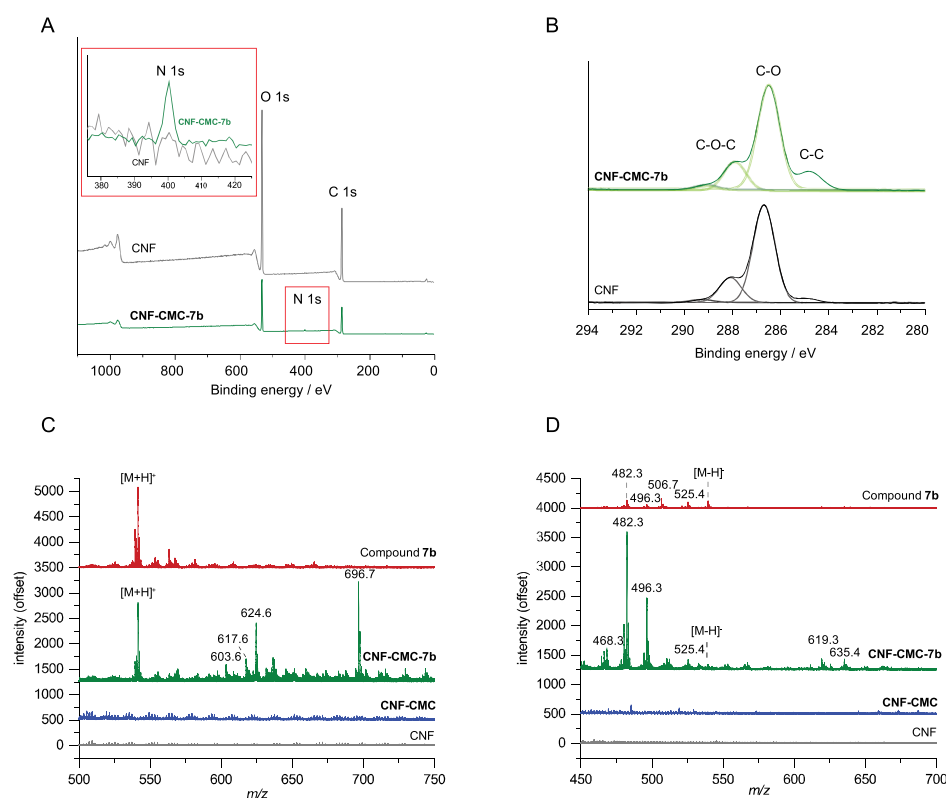 A
N 1s
CNF-CMC-7b
CNF
380 390 400 410 420
O 1s
C 1s
CNF
N 1s
CNF-CMC-7b
1000 800 600 400 200 0
Binding energy / eV
B
C-O
C-O-C
C-C
CNF-CMC-7b
CNF
294 292 290 288 286 284 282 280
Binding energy / eV
C
[M+H]⁺
5000
4500
4000
3500
Compound 7b
696.7
3000
[M+H]⁺
2500
624.6
2000
617.6
603.6
1500
CNF-CMC-7b
1000
CNF-CMC
500
CNF
0
intensity (offset)
500 550 600 650 700 750
m/z
D
[M-H]⁻
482.3
506.7
496.3
525.4
4500
Compound 7b
4000
482.3
3500
3000
496.3
2500
2000
[M-H]⁻
468.3
525.4
619.3
635.4
CNF-CMC-7b
1500
1000
CNF-CMC
500
CNF
0
intensity (offset)
450 500 550 600 650 700
m/z